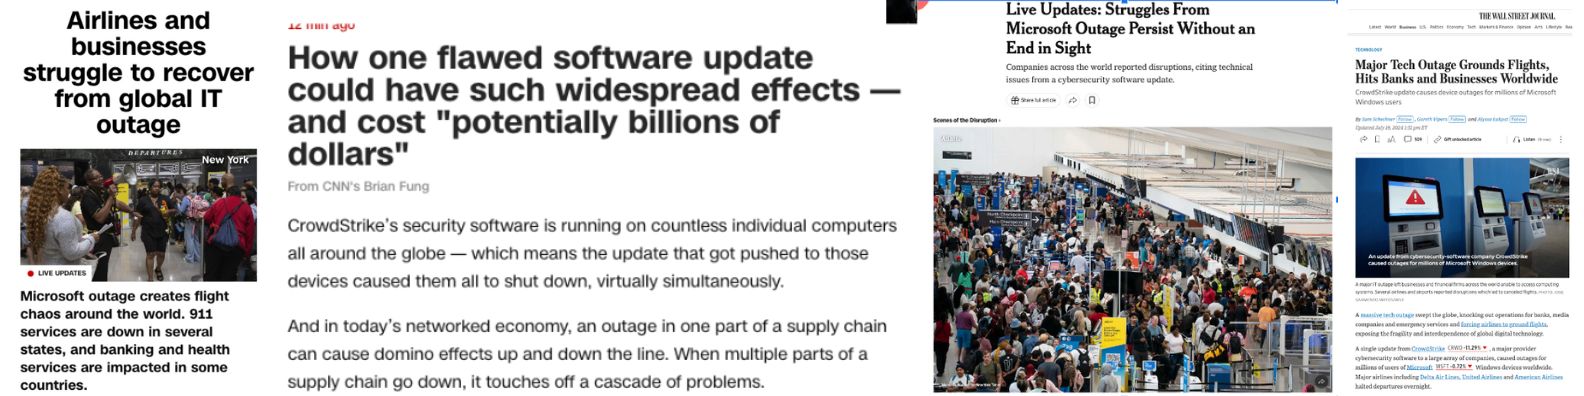 Airlines and
businesses
struggle to recover
from global IT
outage
DEPARTURES
New York
LIVE UPDATES
Microsoft outage creates flight
chaos around the world. 911
services are down in several
states, and banking and health
services are impacted in some
countries.
12 min ago
How one flawed software update
could have such widespread effects —
and cost "potentially billions of
dollars"
From CNN's Brian Fung
CrowdStrike's security software is running on countless individual computers
all around the globe — which means the update that got pushed to those
devices caused them all to shut down, virtually simultaneously.
And in today's networked economy, an outage in one part of a supply chain
can cause domino effects up and down the line. When multiple parts of a
supply chain go down, it touches off a cascade of problems.
Live Updates: Struggles From
Microsoft Outage Persist Without an
End in Sight
Companies across the world reported disruptions, citing technical
issues from a cybersecurity software update.
Share full article
Scenes of the Disruption ›
Atlanta
North Checkpoint
Main Checkpoint
THE WALL STREET JOURNAL
Latest World Business U.S. Politics Economy Tech Markets & Finance Opinion Arts Lifestyle
TECHNOLOGY
Major Tech Outage Grounds Flights,
Hits Banks and Businesses Worldwide
CrowdStrike update causes device outages for millions of Microsoft
Windows users
By Sam Schechner Follow , Gareth Vipers Follow and Alyssa Lukpat Follow
Updated July 19, 2024 1:51 pm ET
Gift unlocked article
Listen
An update from cybersecurity-software company CrowdStrike
caused outages for millions of Microsoft Windows devices.
A major IT outage left businesses and financial firms across the world unable to access computing
systems. Several airlines and airports reported disruptions which led to canceled flights.
A massive tech outage swept the globe, knocking out operations for banks, media
companies and emergency services and forcing airlines to ground flights,
exposing the fragility and interdependence of global digital technology.
A single update from CrowdStrike CRWD -11.29% ▼ , a major provider
cybersecurity software to a large array of companies, caused outages for
millions of users of Microsoft MSFT -0.72% ▼ Windows devices worldwide.
Major airlines including Delta Air Lines, United Airlines and American Airlines
halted departures overnight.